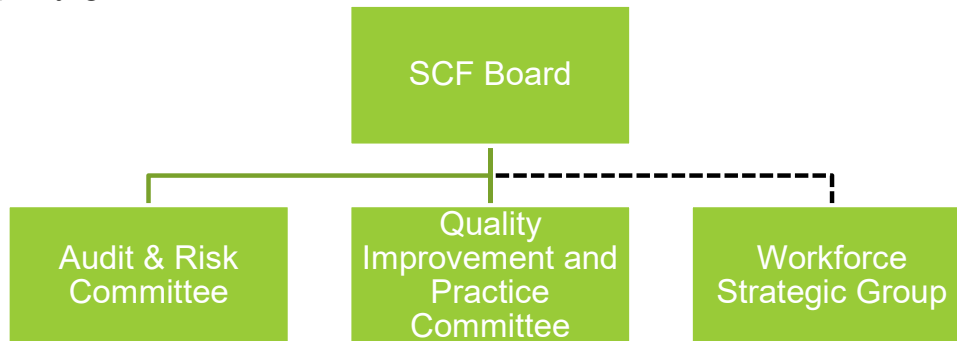 SCF Board
Audit & Risk
Committee
Quality
Improvement and
Practice
Committee
Workforce
Strategic Group